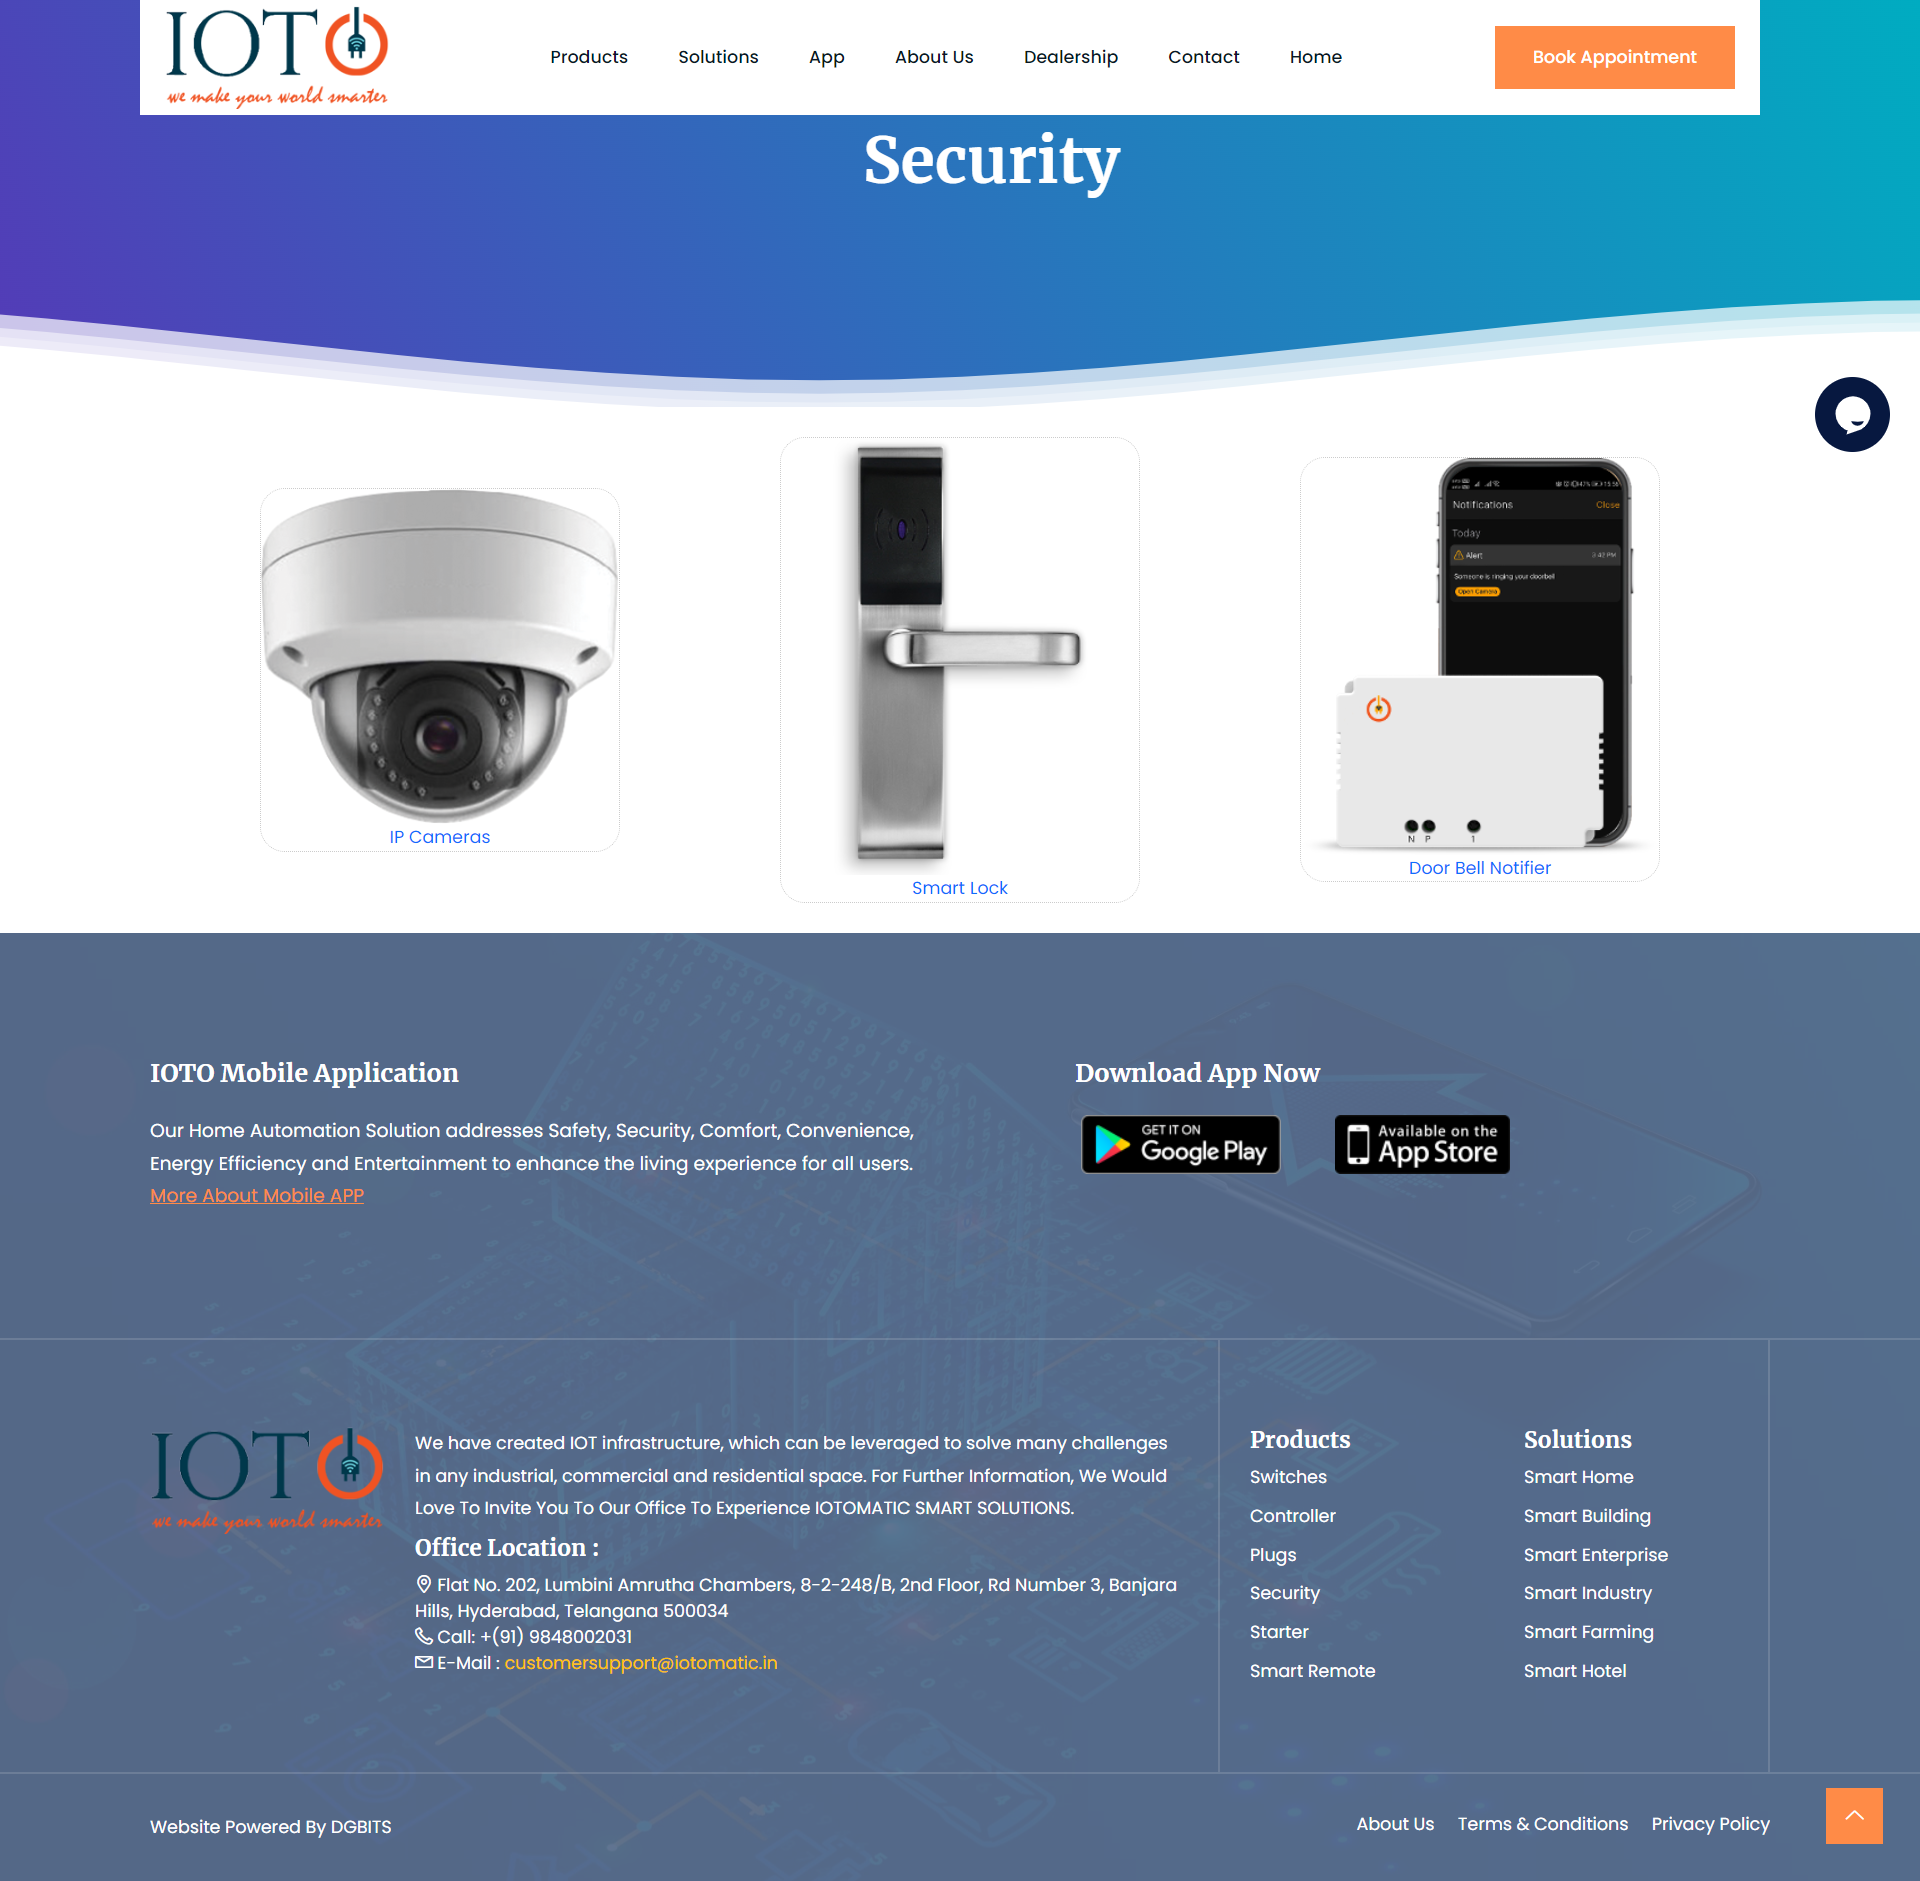 IOTO
we make your world smarter
Products
Solutions
App
About Us
Dealership
Contact
Home
Book Appointment
Security
IP Cameras
Smart Lock
Notifications
Close
Today
Alert
3:43 PM
Someone is ringing your doorbell
Open Camera
N P 1
Door Bell Notifier
IOTO Mobile Application
Our Home Automation Solution addresses Safety, Security, Comfort, Convenience,
Energy Efficiency and Entertainment to enhance the living experience for all users.
More About Mobile APP
Download App Now
GET IT ON
Google Play
Available on the
App Store
IOTO
we make your world smarter
We have created IOT infrastructure, which can be leveraged to solve many challenges
in any industrial, commercial and residential space. For Further Information, We Would
Love To Invite You To Our Office To Experience IOTOMATIC SMART SOLUTIONS.
Office Location :
Flat No. 202, Lumbini Amrutha Chambers, 8-2-248/B, 2nd Floor, Rd Number 3, Banjara
Hills, Hyderabad, Telangana 500034
Call: +(91) 9848002031
E-Mail : customersupport@iotomatic.in
Products
Switches
Controller
Plugs
Security
Starter
Smart Remote
Solutions
Smart Home
Smart Building
Smart Enterprise
Smart Industry
Smart Farming
Smart Hotel
Website Powered By DGBITS
About Us
Terms & Conditions
Privacy Policy